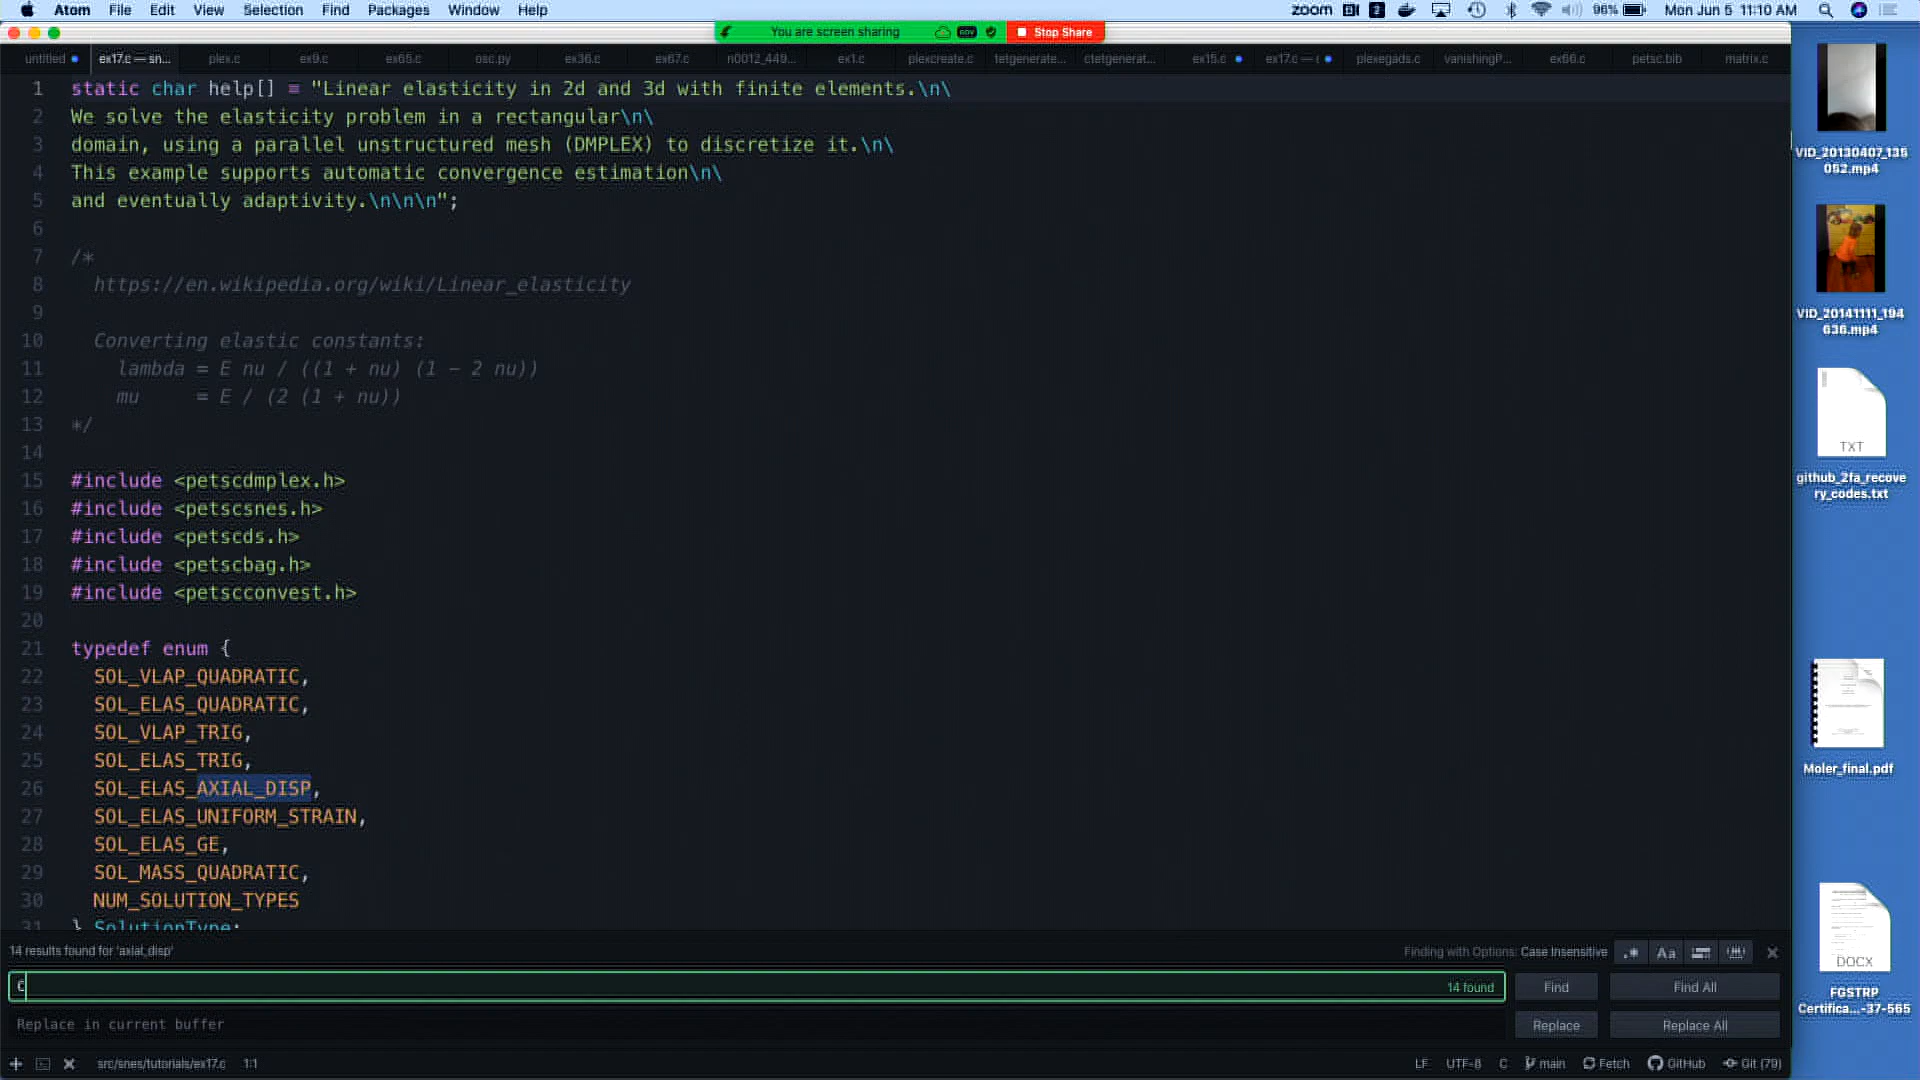 Atom File Edit View Selection Find Packages Window Help
zoom 2 96% Mon Jun 5 11:10 AM
You are screen sharing Stop Share
untitled ex17.c — sn... plex.c ex9.c ex65.c osc.py ex36.c ex67.c n0012_449... ex1.c plexcreate.c tetgenerate... ctetgenerat... ex15.c ex17.c — ( plexegads.c vanishingP... ex66.c petsc.bib matrix.c
1 static char help[] = "Linear elasticity in 2d and 3d with finite elements.\n\
2 We solve the elasticity problem in a rectangular\n\
3 domain, using a parallel unstructured mesh (DMPLEX) to discretize it.\n\
4 This example supports automatic convergence estimation\n\
5 and eventually adaptivity.\n\n\n";
6
7 /*
8 https://en.wikipedia.org/wiki/Linear_elasticity
9
10 Converting elastic constants:
11 lambda = E nu / ((1 + nu) (1 - 2 nu))
12 mu = E / (2 (1 + nu))
13 */
14
15 #include <petscdmplex.h>
16 #include <petscsnes.h>
17 #include <petscds.h>
18 #include <petscbag.h>
19 #include <petscconvest.h>
20
21 typedef enum {
22 SOL_VLAP_QUADRATIC,
23 SOL_ELAS_QUADRATIC,
24 SOL_VLAP_TRIG,
25 SOL_ELAS_TRIG,
26 SOL_ELAS_AXIAL_DISP,
27 SOL_ELAS_UNIFORM_STRAIN,
28 SOL_ELAS_GE,
29 SOL_MASS_QUADRATIC,
30 NUM_SOLUTION_TYPES
31 } SolutionType;
14 results found for 'axial_disp'
Finding with Options: Case Insensitive .* Aa
14 found Find Find All
Replace in current buffer Replace Replace All
src/snes/tutorials/ex17.c 1:1 LF UTF-8 C main Fetch GitHub Git (79)
VID_20130407_135
052.mp4
VID_20141111_194
636.mp4
TXT
github_2fa_recove
ry_codes.txt
Moler_final.pdf
DOCX
FGSTRP
Certifica...-37-565